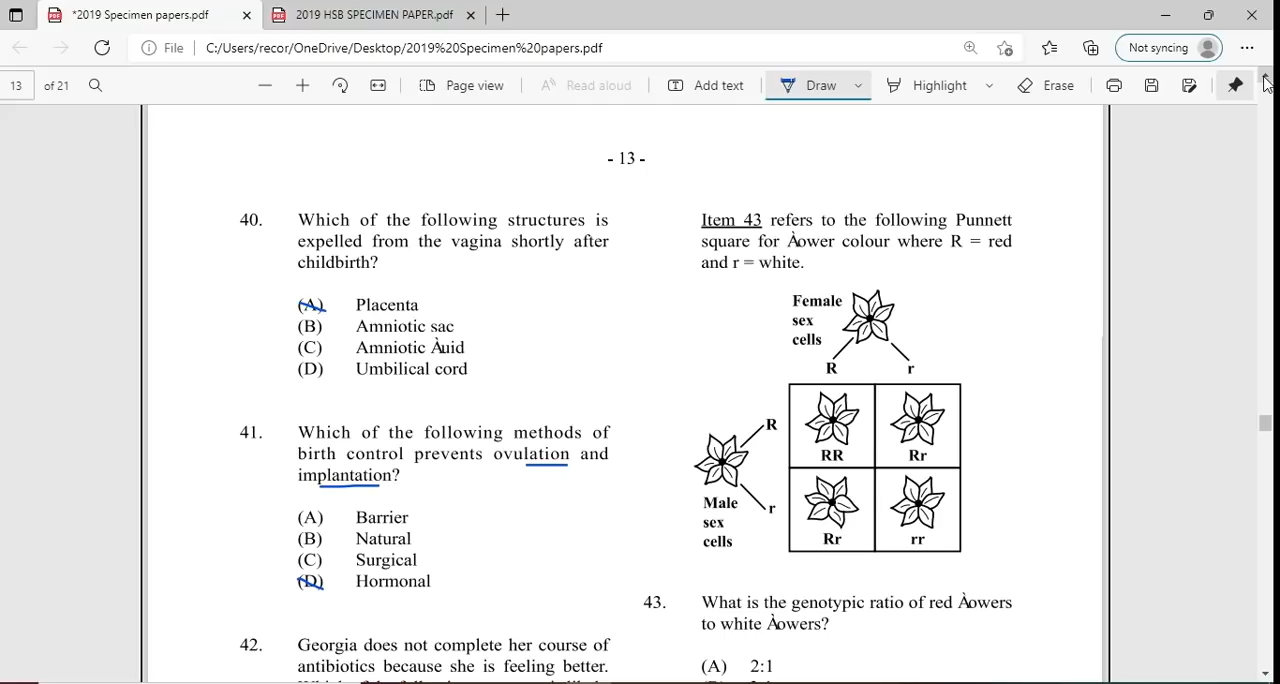 *2019 Specimen papers.pdf
2019 HSB SPECIMEN PAPER.pdf
File
C:/Users/recor/OneDrive/Desktop/2019%20Specimen%20papers.pdf
Not syncing
13 of 21
Page view
Read aloud
Add text
Draw
Highlight
Erase
- 13 -
40. Which of the following structures is
expelled from the vagina shortly after
childbirth?
(A) Placenta
(B) Amniotic sac
(C) Amniotic Àuid
(D) Umbilical cord
41. Which of the following methods of
birth control prevents ovulation and
implantation?
(A) Barrier
(B) Natural
(C) Surgical
(D) Hormonal
42. Georgia does not complete her course of
antibiotics because she is feeling better.
Item 43 refers to the following Punnett
square for Àower colour where R = red
and r = white.
Female
sex
cells
R r
R
RR Rr
Male
sex
cells
r
Rr rr
43. What is the genotypic ratio of red Àowers
to white Àowers?
(A) 2:1